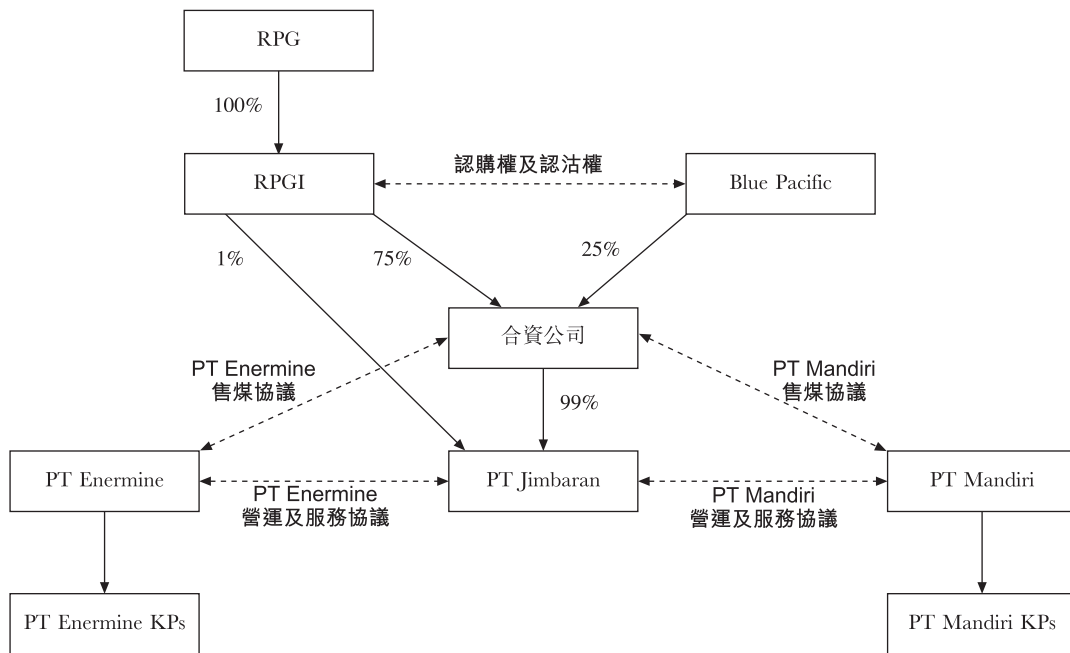 RPG
100%
認購權及認沽權
RPGI
Blue Pacific
1%
75%
25%
合資公司
PT Enermine
售煤協議
PT Mandiri
售煤協議
99%
PT Enermine
PT Jimbaran
PT Mandiri
PT Enermine
營運及服務協議
PT Mandiri
營運及服務協議
PT Enermine KPs
PT Mandiri KPs